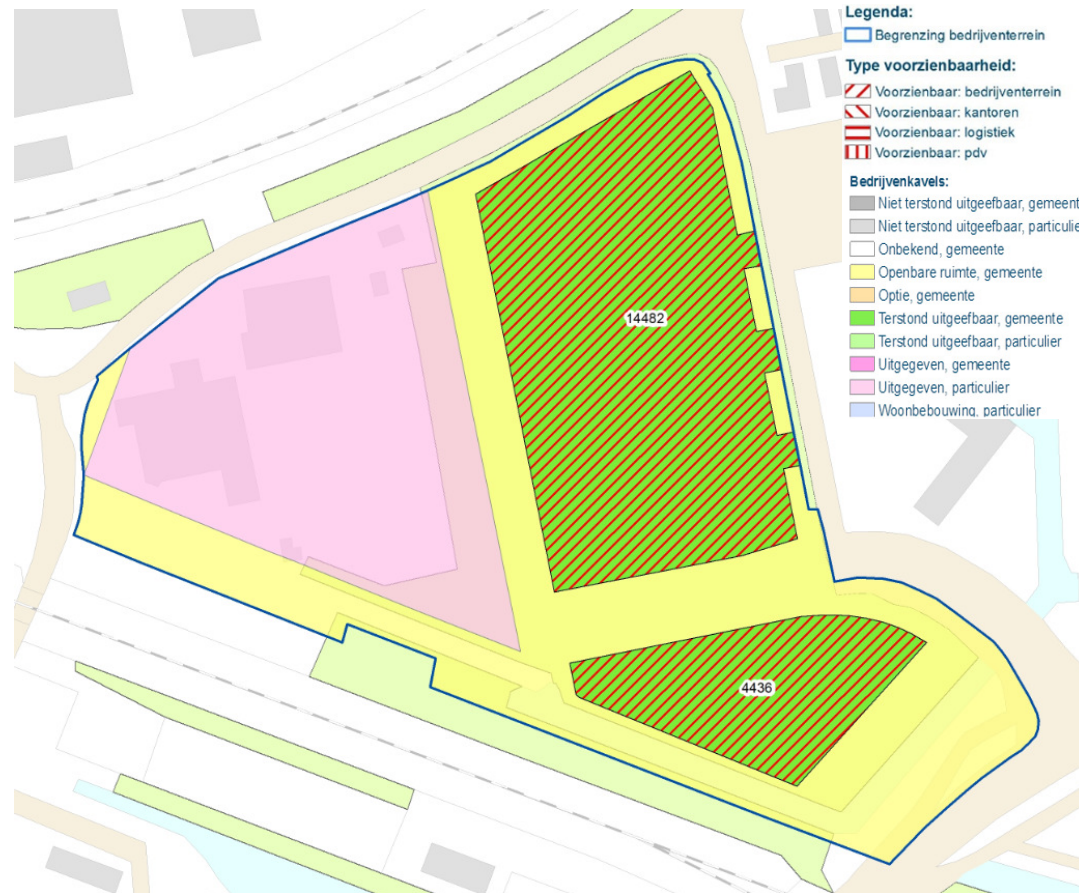 Legenda:
Begrenzing bedrijventerrein
Type voorzienbaarheid:
Voorzienbaar: bedrijventerrein
Voorzienbaar: kantoren
Voorzienbaar: logistiek
Voorzienbaar: pdv
Bedrijvenkavels:
Niet terstond uitgeefbaar, gemeent
Niet terstond uitgeefbaar, particulie
Onbekend, gemeente
Openbare ruimte, gemeente
Optie, gemeente
Terstond uitgeefbaar, gemeente
Terstond uitgeefbaar, particulier
Uitgegeven, gemeente
Uitgegeven, particulier
Woonbebouwing, particulier
14482
4436